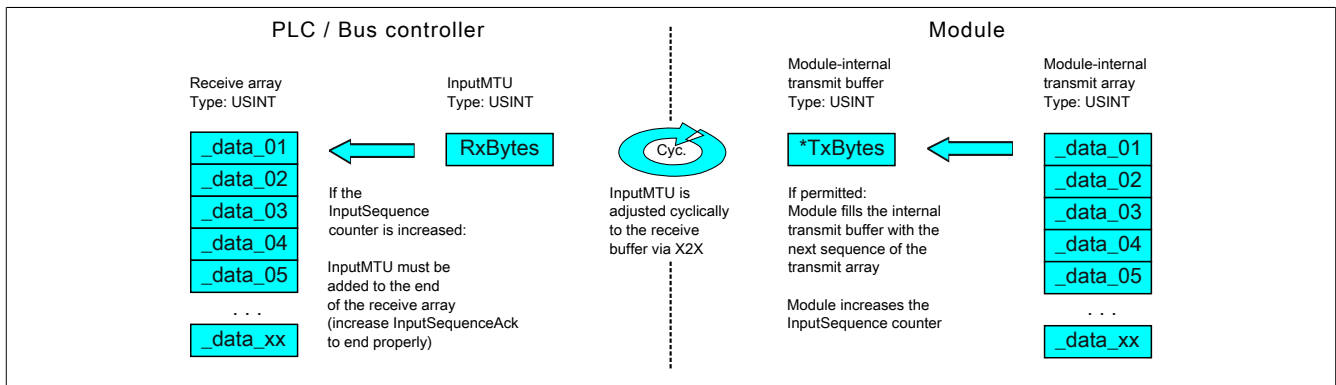 PLC / Bus controller
Module
Receive array
Type: USINT
InputMTU
Type: USINT
Module-internal
transmit buffer
Type: USINT
Module-internal
transmit array
Type: USINT
_data_01
_data_02
_data_03
_data_04
_data_05
. . .
_data_xx
RxBytes
If the
InputSequence
counter is increased:
InputMTU must be
added to the end
of the receive array
(increase InputSequenceAck
to end properly)
Cyc.
InputMTU is
adjusted cyclically
to the receive
buffer via X2X
*TxBytes
If permitted:
Module fills the internal
transmit buffer with the
next sequence of the
transmit array
Module increases the
InputSequence counter
_data_01
_data_02
_data_03
_data_04
_data_05
. . .
_data_xx